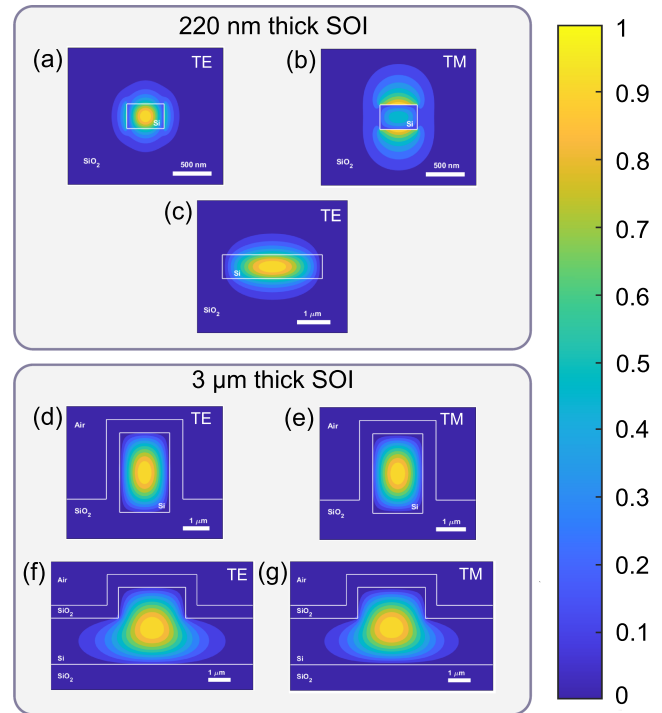 220 nm thick SOI
(a)
TE
Si
SiO2
500 nm
(b)
TM
Si
SiO2
500 nm
(c)
TE
Si
SiO2
1 μm
3 μm thick SOI
(d)
TE
Air
Si
SiO2
1 μm
(e)
TM
Air
Si
SiO2
1 μm
(f)
TE
Air
SiO2
Si
1 μm
SiO2
(g)
TM
Air
SiO2
Si
1 μm
SiO2
1
0.9
0.8
0.7
0.6
0.5
0.4
0.3
0.2
0.1
0